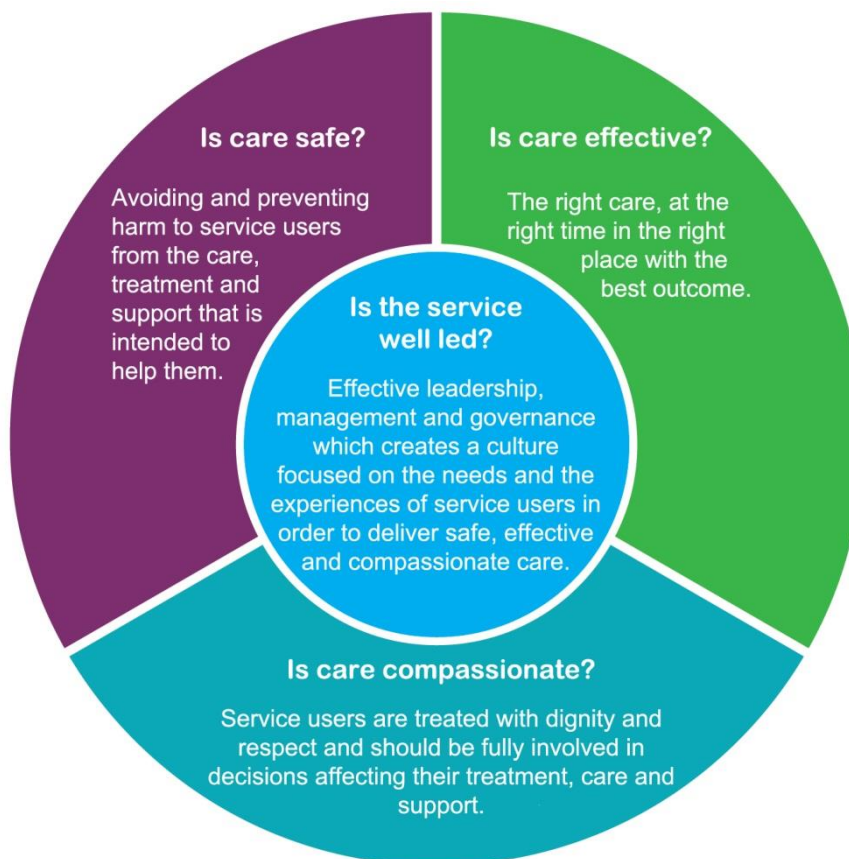 Is care safe?
Avoiding and preventing
harm to service users
from the care,
treatment and
support that is
intended to
help them.
Is care effective?
The right care, at the
right time in the right
place with the
best outcome.
Is the service
well led?
Effective leadership,
management and governance
which creates a culture
focused on the needs and the
experiences of service users in
order to deliver safe, effective
and compassionate care.
Is care compassionate?
Service users are treated with dignity and
respect and should be fully involved in
decisions affecting their treatment, care and
support.